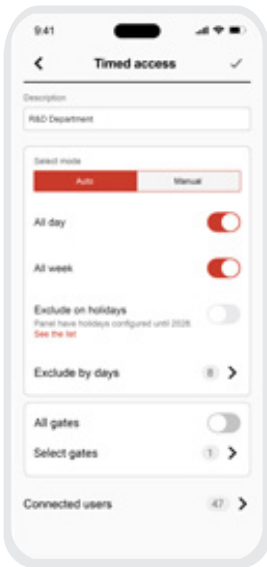 9:41
Timed access
Description
R&D Department
Select mode
Auto Manual
All day
All week
Exclude on holidays
Panel have holidays configured until 2028.
See the list
Exclude by days 8
All gates
Select gates 1
Connected users 47